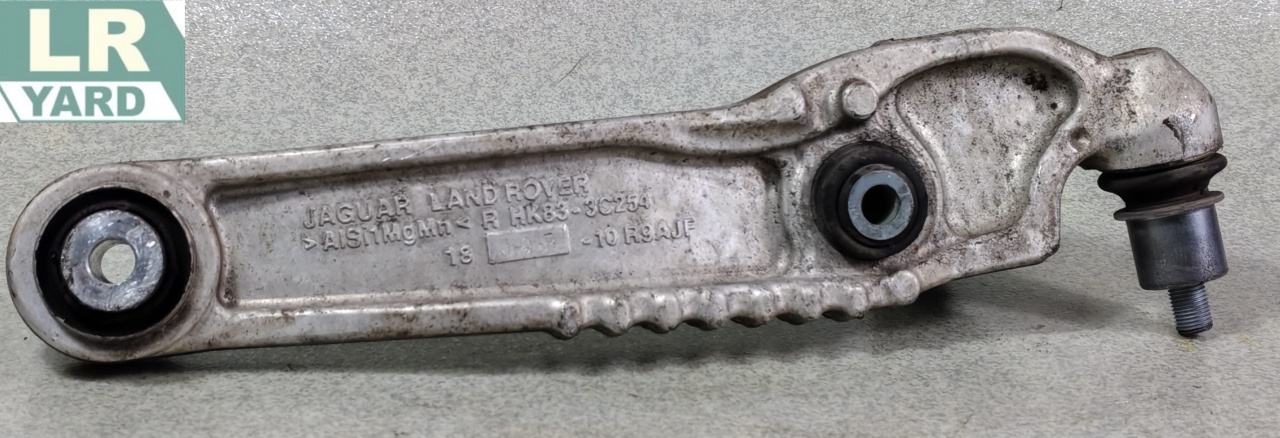 LR
YARD
JAGUAR LAND ROVER
>AlSi1MgMn< R HK83-3C254
18 -10 R9AJF